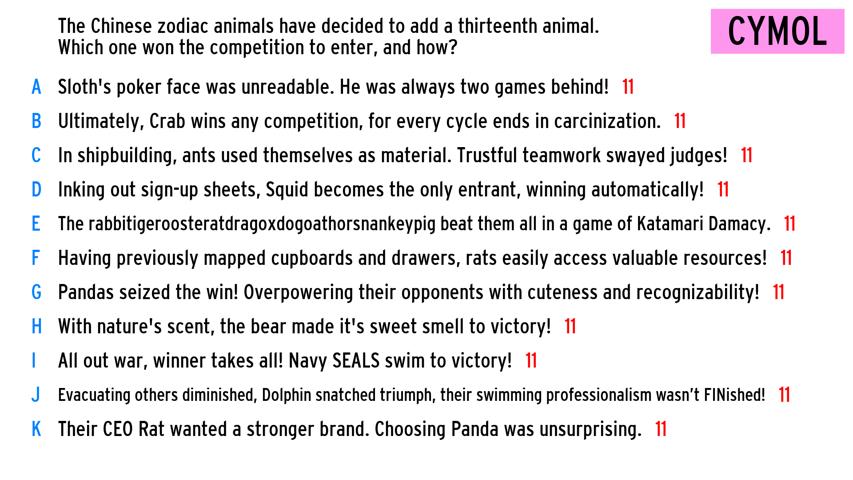 The Chinese zodiac animals have decided to add a thirteenth animal.
Which one won the competition to enter, and how?
CYMOL
A Sloth's poker face was unreadable. He was always two games behind! 11
B Ultimately, Crab wins any competition, for every cycle ends in carcinization. 11
C In shipbuilding, ants used themselves as material. Trustful teamwork swayed judges! 11
D Inking out sign-up sheets, Squid becomes the only entrant, winning automatically! 11
E The rabbitigeroosteratdragoxdogoathorsnankeypig beat them all in a game of Katamari Damacy. 11
F Having previously mapped cupboards and drawers, rats easily access valuable resources! 11
G Pandas seized the win! Overpowering their opponents with cuteness and recognizability! 11
H With nature's scent, the bear made it's sweet smell to victory! 11
I All out war, winner takes all! Navy SEALS swim to victory! 11
J Evacuating others diminished, Dolphin snatched triumph, their swimming professionalism wasn't FINished! 11
K Their CEO Rat wanted a stronger brand. Choosing Panda was unsurprising. 11